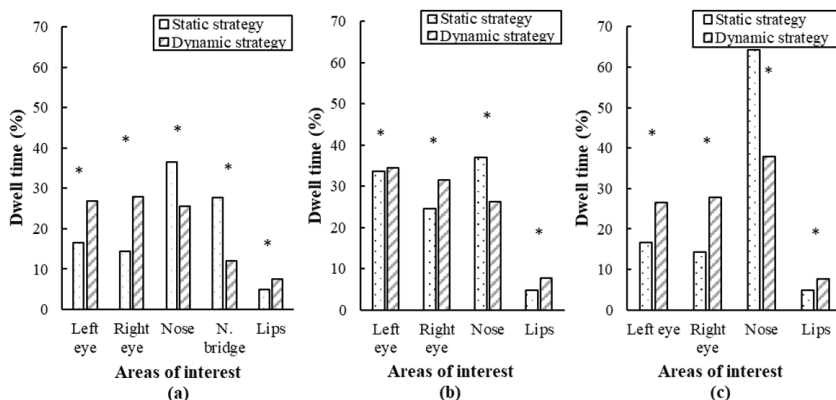 70
60
50
40
30
20
10
0
Dwell time (%)
Static strategy
Dynamic strategy
*
*
*
*
*
Left eye
Right eye
Nose
N. bridge
Lips
Areas of interest
(a)
70
60
50
40
30
20
10
0
Dwell time (%)
Static strategy
Dynamic strategy
*
*
*
*
Left eye
Right eye
Nose
Lips
Areas of interest
(b)
70
60
50
40
30
20
10
0
Dwell time (%)
Static strategy
Dynamic strategy
*
*
*
*
Left eye
Right eye
Nose
Lips
Areas of interest
(c)